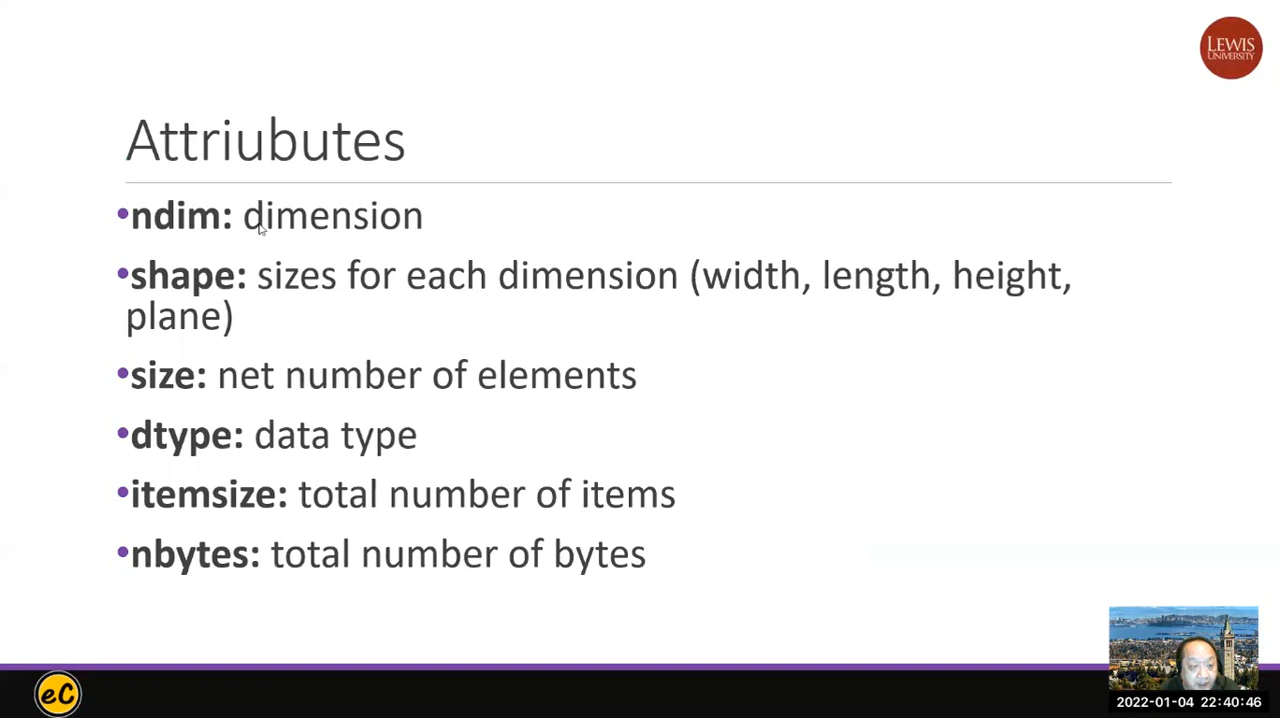 LEWIS
UNIVERSITY
Attriubutes
•ndim: dimension
•shape: sizes for each dimension (width, length, height,
plane)
•size: net number of elements
•dtype: data type
•itemsize: total number of items
•nbytes: total number of bytes
eC
2022-01-04 22:40:46